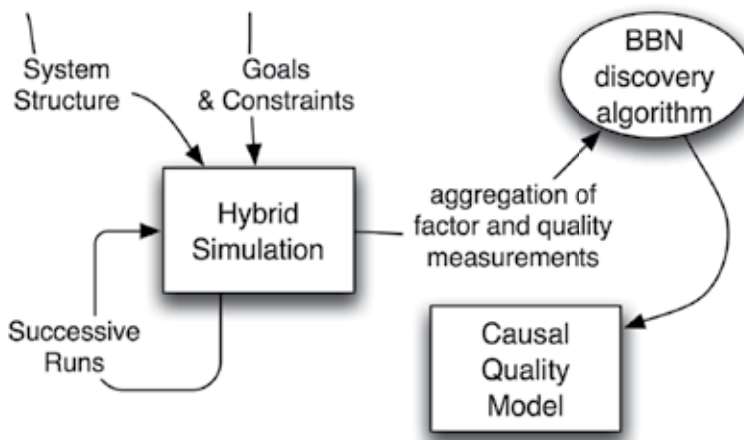 System
Structure
Goals
& Constraints
BBN
discovery
algorithm
Hybrid
Simulation
aggregation of
factor and quality
measurements
Successive
Runs
Causal
Quality
Model